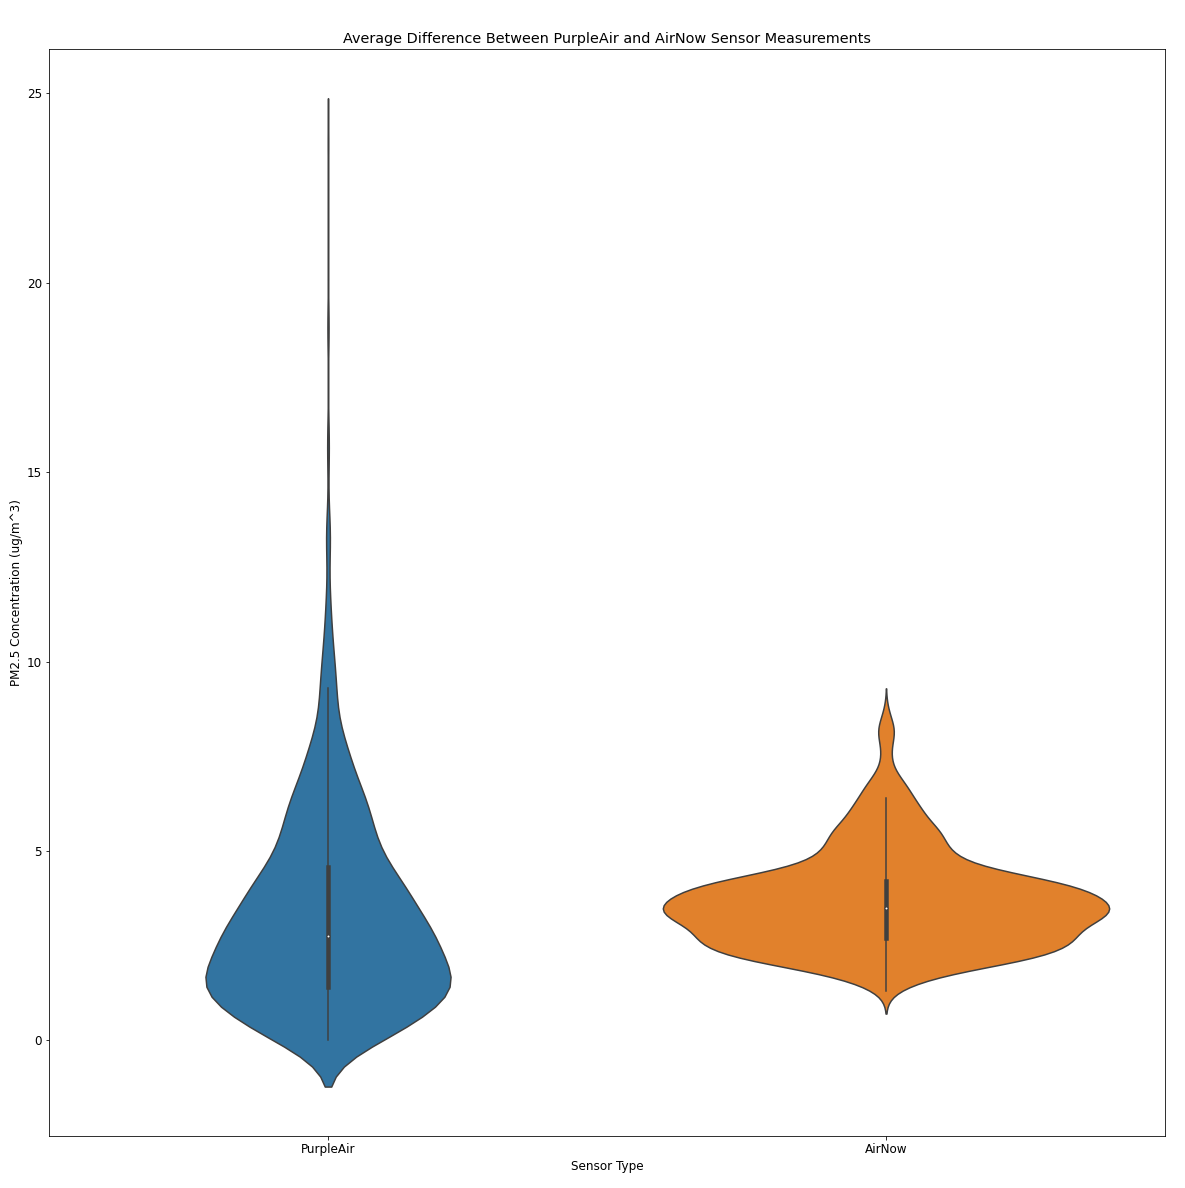 Average Difference Between PurpleAir and AirNow Sensor Measurements
25
20
15
10
5
0
PM2.5 Concentration (ug/m^3)
PurpleAir
AirNow
Sensor Type